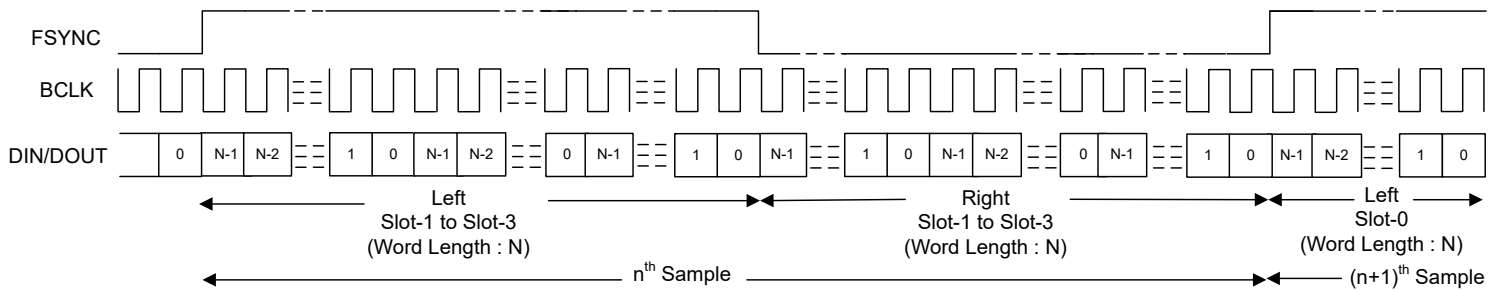 FSYNC
BCLK
DIN/DOUT
0 N-1 N-2 1 0 N-1 N-2 0 N-1 1 0 N-1 1 0 N-1 N-2 0 N-1 1 0 N-1 N-2 1 0
Left
Slot-1 to Slot-3
(Word Length : N)
Right
Slot-1 to Slot-3
(Word Length : N)
Left
Slot-0
(Word Length : N)
nth Sample
(n+1)th Sample